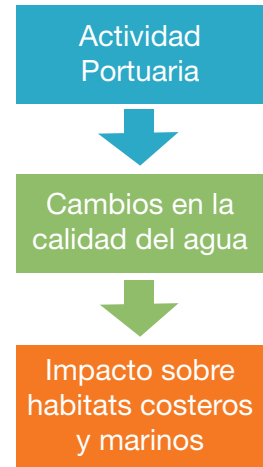 Actividad
Portuaria
Cambios en la
calidad del agua
Impacto sobre
habitats costeros
y marinos